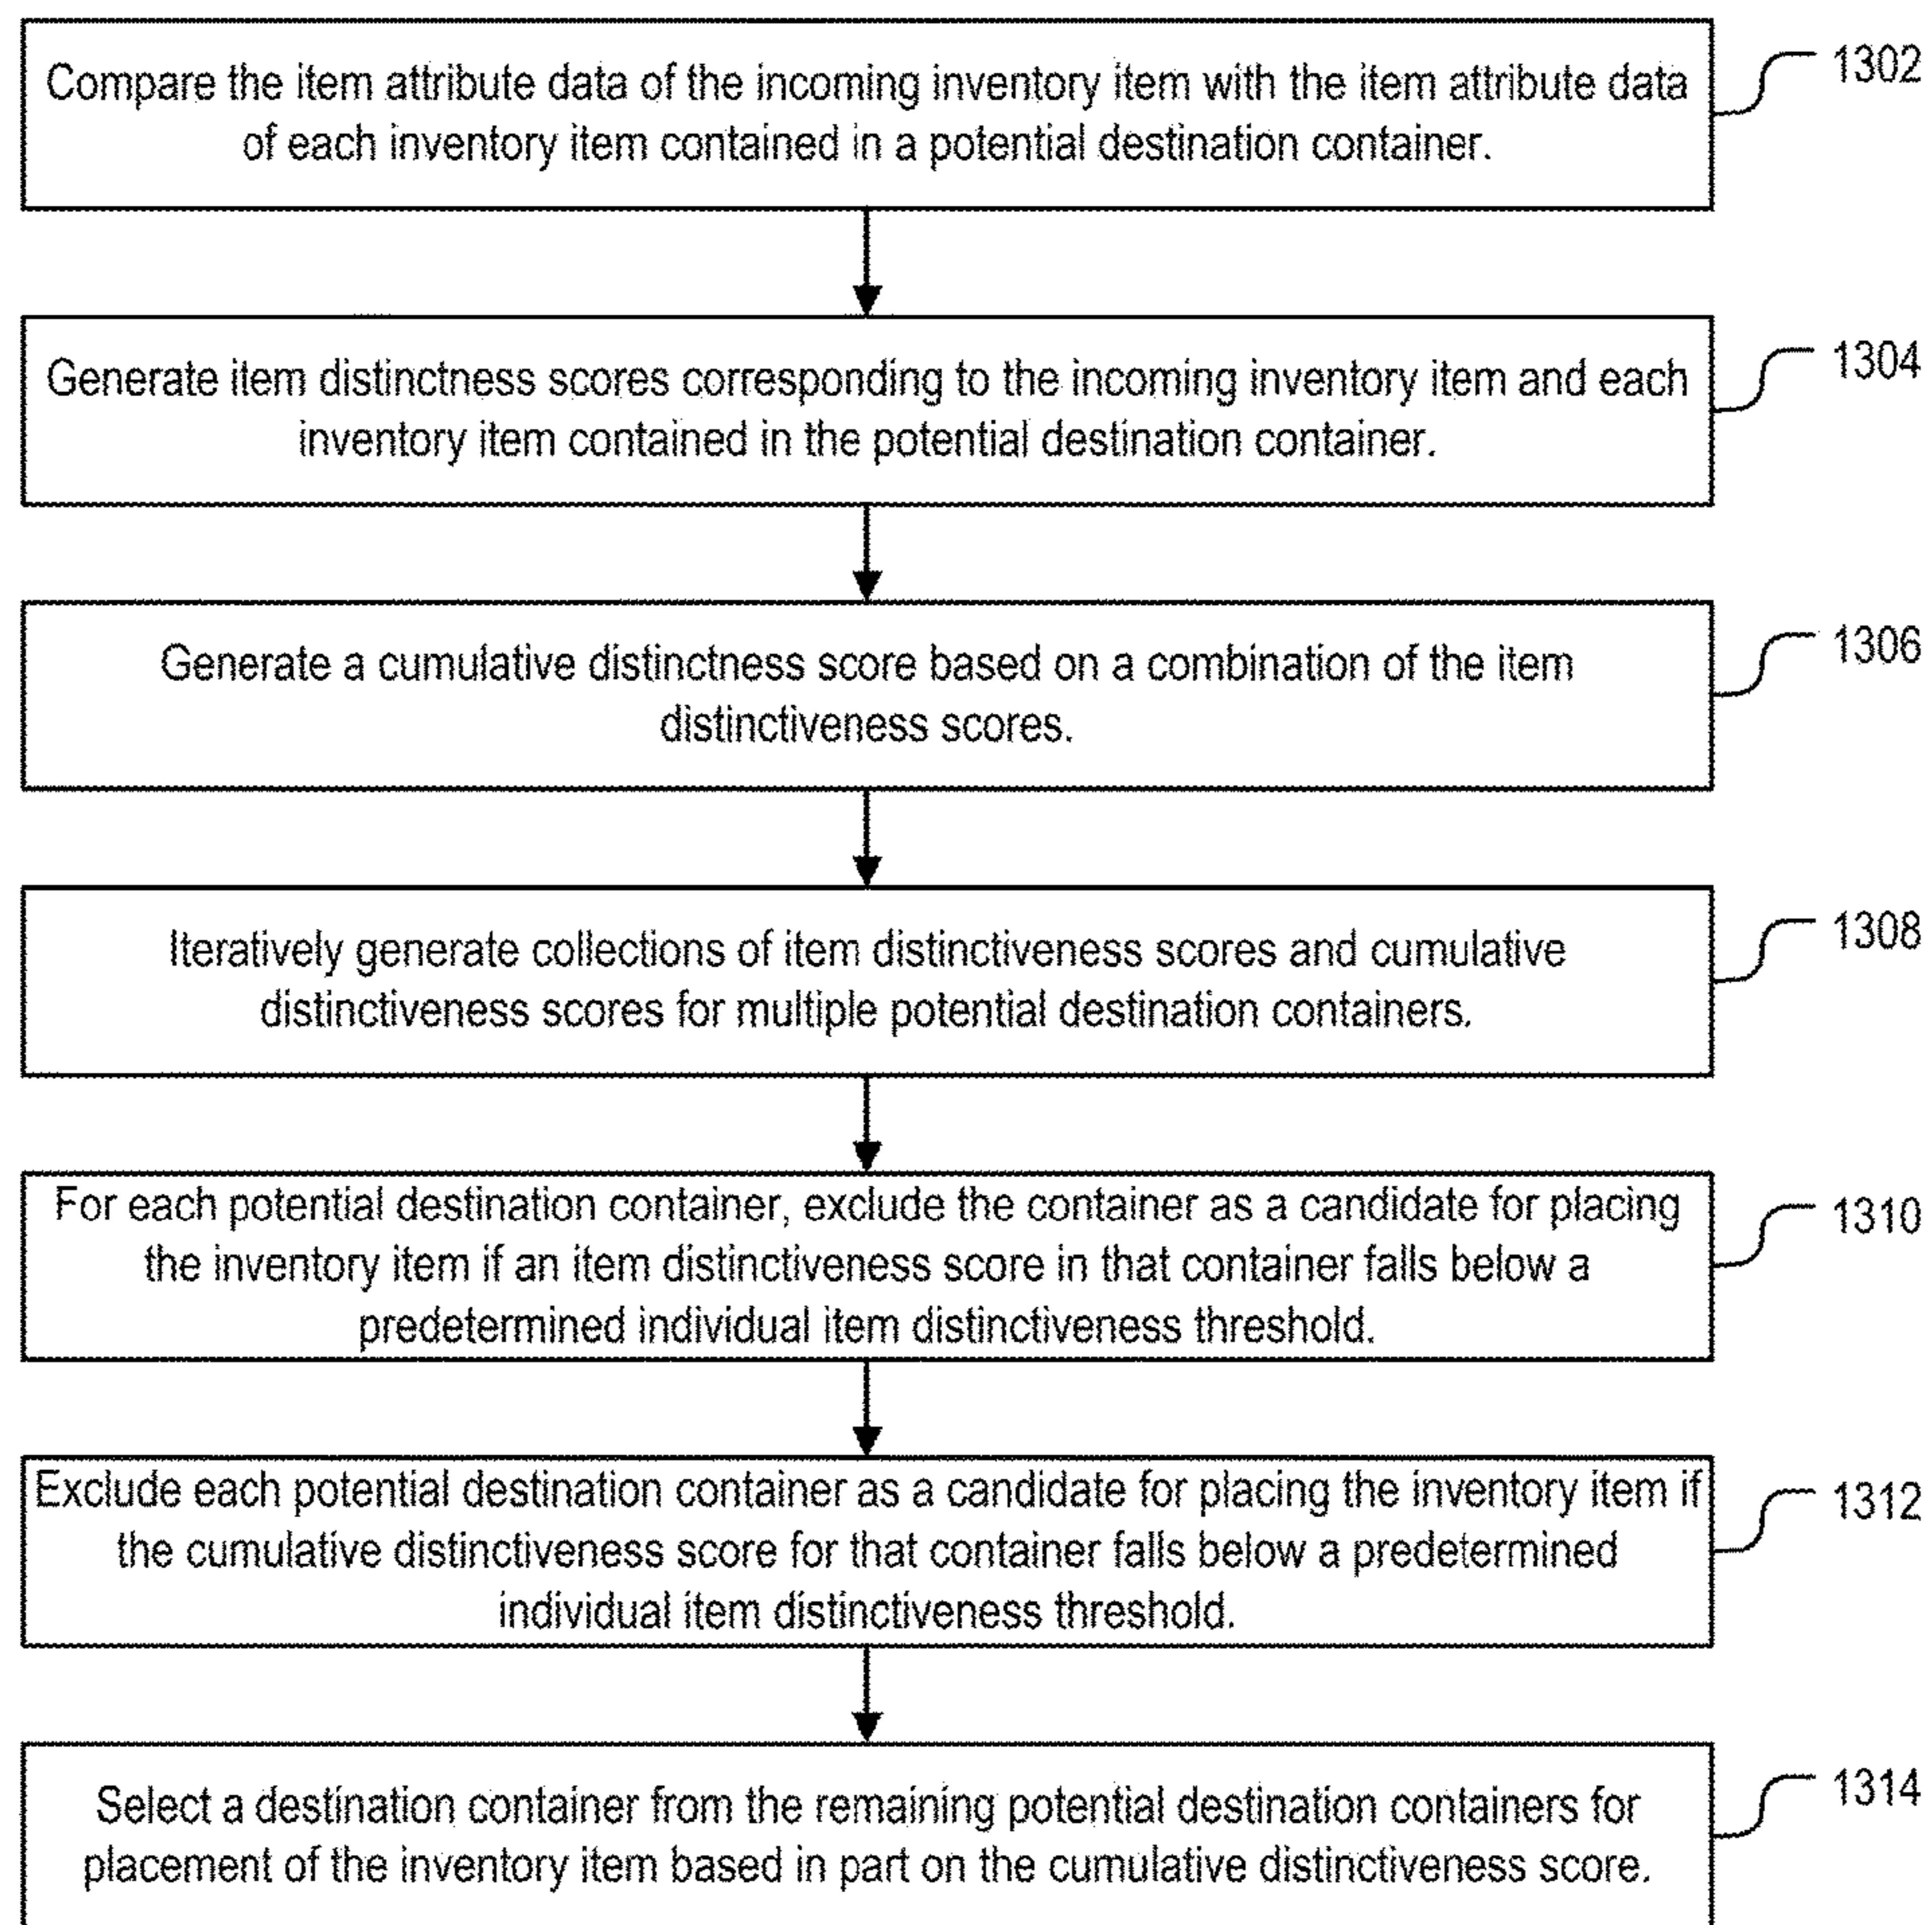 Compare the item attribute data of the incoming inventory item with the item attribute data
of each inventory item contained in a potential destination container.
1302
Generate item distinctness scores corresponding to the incoming inventory item and each
inventory item contained in the potential destination container.
1304
Generate a cumulative distinctness score based on a combination of the item
distinctiveness scores.
1306
Iteratively generate collections of item distinctiveness scores and cumulative
distinctiveness scores for multiple potential destination containers.
1308
For each potential destination container, exclude the container as a candidate for placing
the inventory item if an item distinctiveness score in that container falls below a
predetermined individual item distinctiveness threshold.
1310
Exclude each potential destination container as a candidate for placing the inventory item if
the cumulative distinctiveness score for that container falls below a predetermined
individual item distinctiveness threshold.
1312
Select a destination container from the remaining potential destination containers for
placement of the inventory item based in part on the cumulative distinctiveness score.
1314